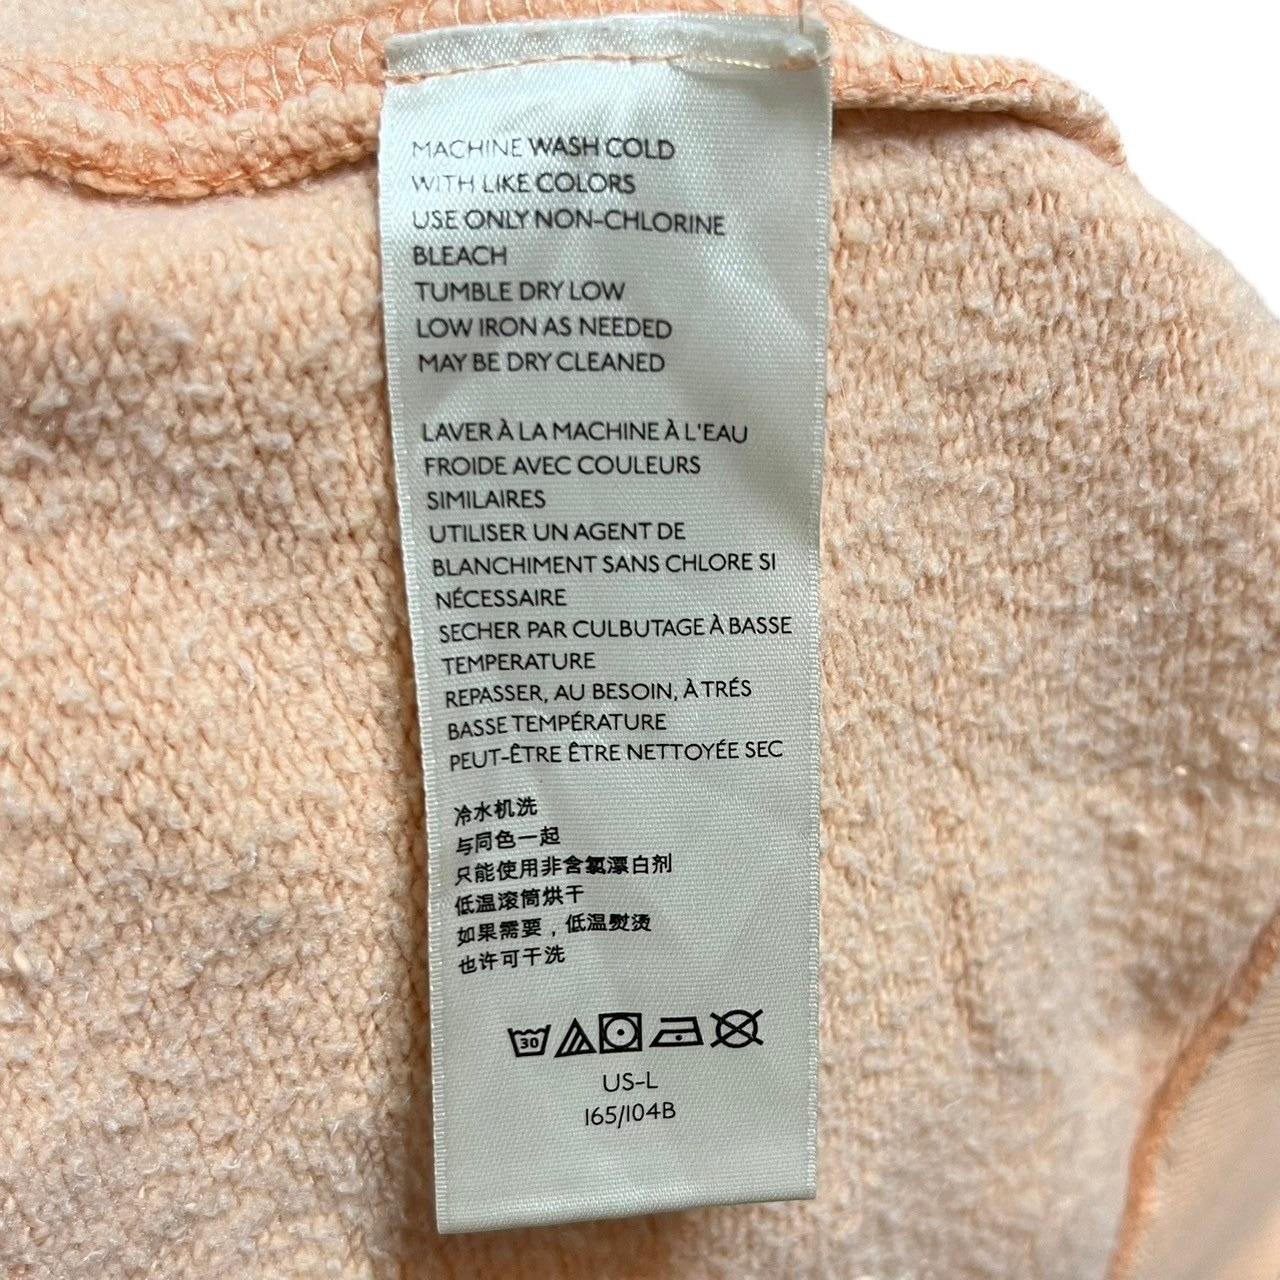 MACHINE WASH COLD
WITH LIKE COLORS
USE ONLY NON-CHLORINE
BLEACH
TUMBLE DRY LOW
LOW IRON AS NEEDED
MAY BE DRY CLEANED
LAVER À LA MACHINE À L'EAU
FROIDE AVEC COULEURS
SIMILAIRES
UTILISER UN AGENT DE
BLANCHIMENT SANS CHLORE SI
NÉCESSAIRE
SECHER PAR CULBUTAGE À BASSE
TEMPERATURE
REPASSER, AU BESOIN, À TRÉS
BASSE TEMPÉRATURE
PEUT-ÊTRE ÊTRE NETTOYÉE SEC
冷水机洗
与同色一起
只能使用非含氯漂白剂
低温滚筒烘干
如果需要，低温熨烫
也许可干洗
30
US-L
165/104B